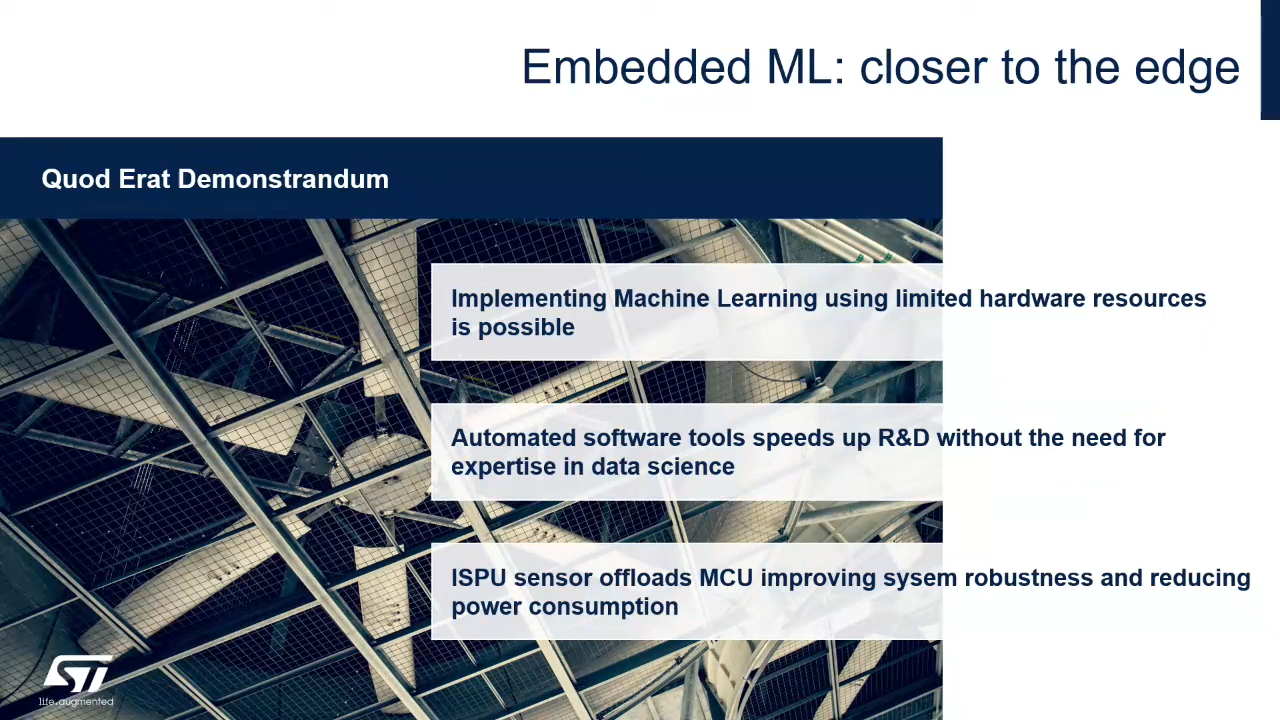 Embedded ML: closer to the edge
Quod Erat Demonstrandum
Implementing Machine Learning using limited hardware resources
is possible
Automated software tools speeds up R&D without the need for
expertise in data science
ISPU sensor offloads MCU improving sysem robustness and reducing
power consumption
ST
life.augmented